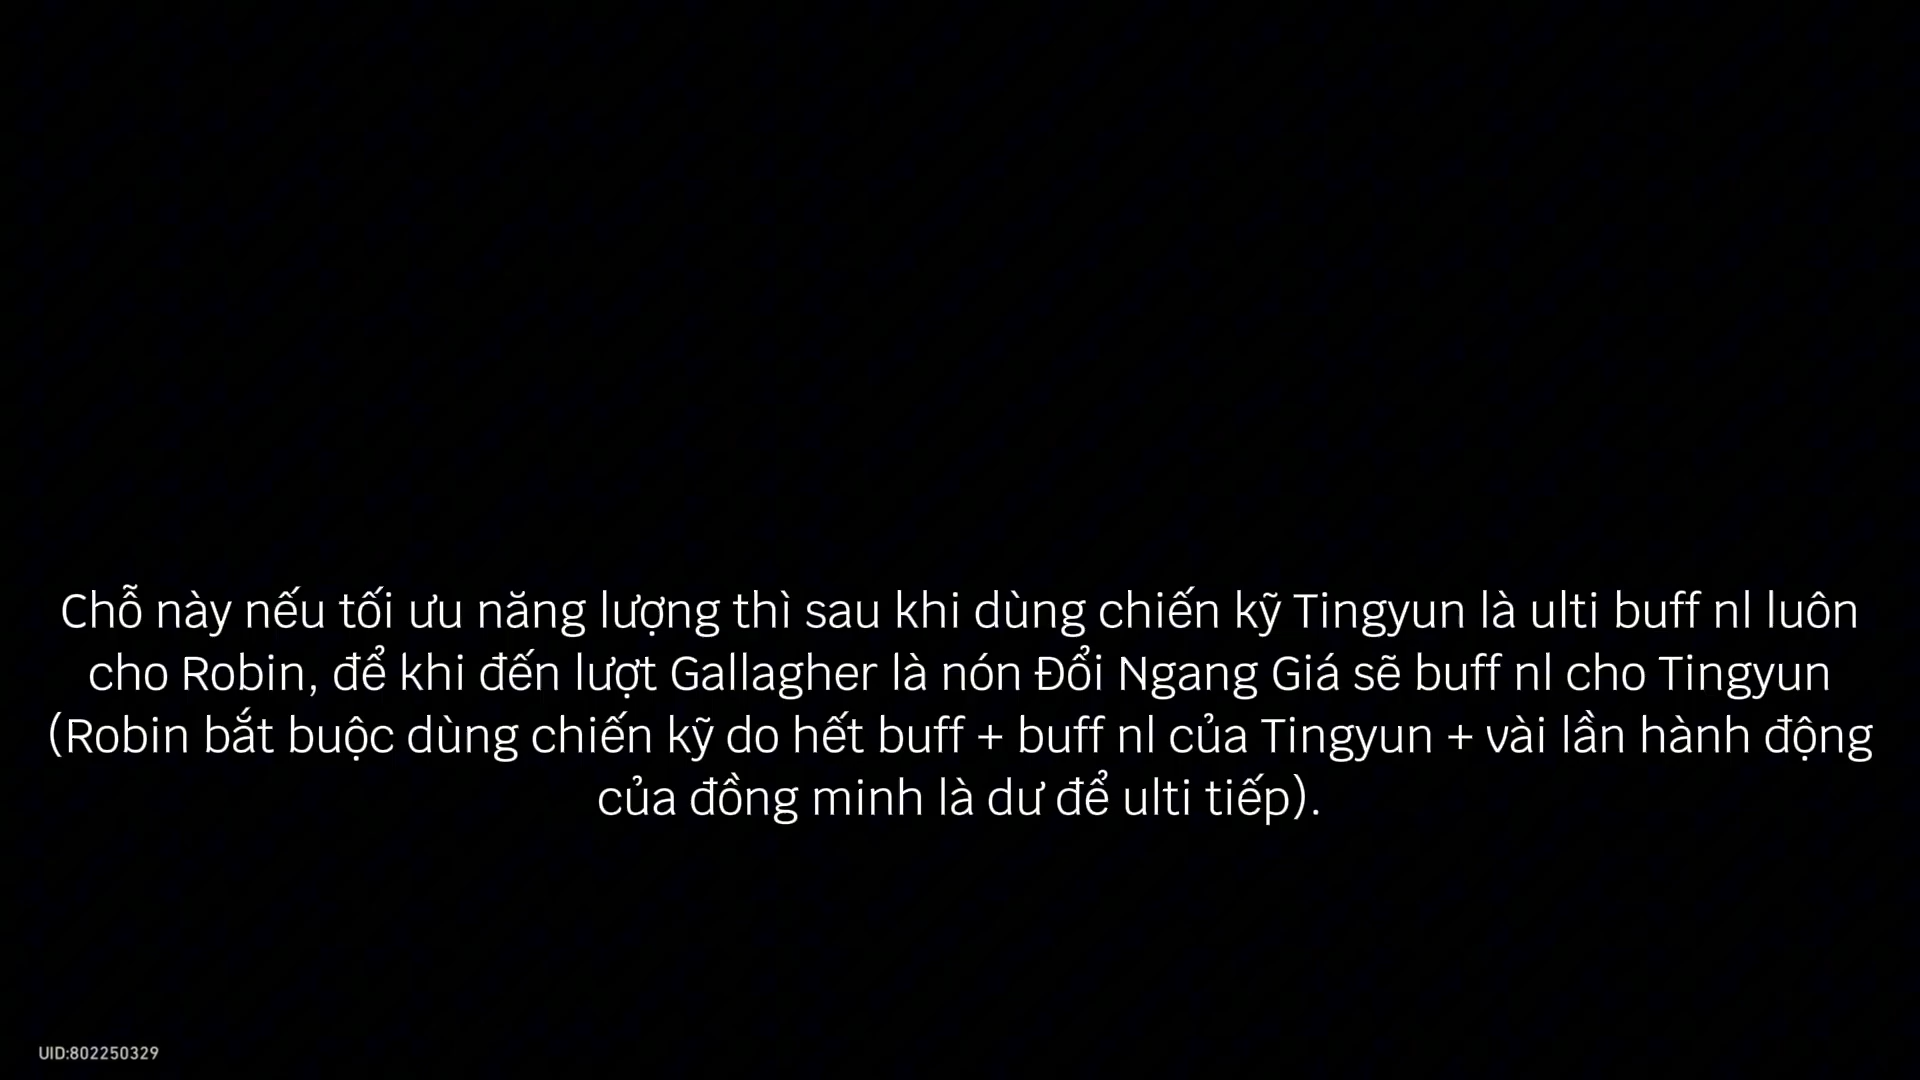 Chỗ này nếu tối ưu năng lượng thì sau khi dùng chiến kỹ Tingyun là ulti buff nl luôn
cho Robin, để khi đến lượt Gallagher là nón Đổi Ngang Giá sẽ buff nl cho Tingyun
(Robin bắt buộc dùng chiến kỹ do hết buff + buff nl của Tingyun + vài lần hành động
của đồng minh là dư để ulti tiếp).
UID:802250329